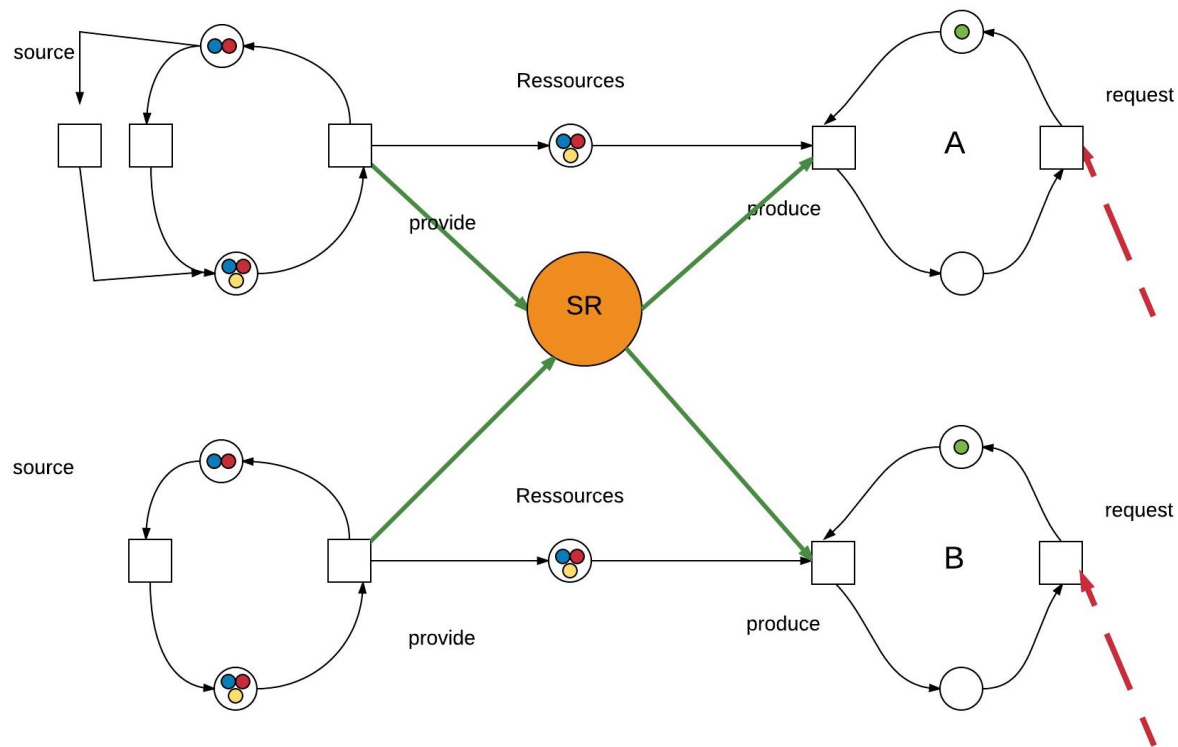 source
Ressources
request
A
provide
produce
SR
source
Ressources
request
B
provide
produce